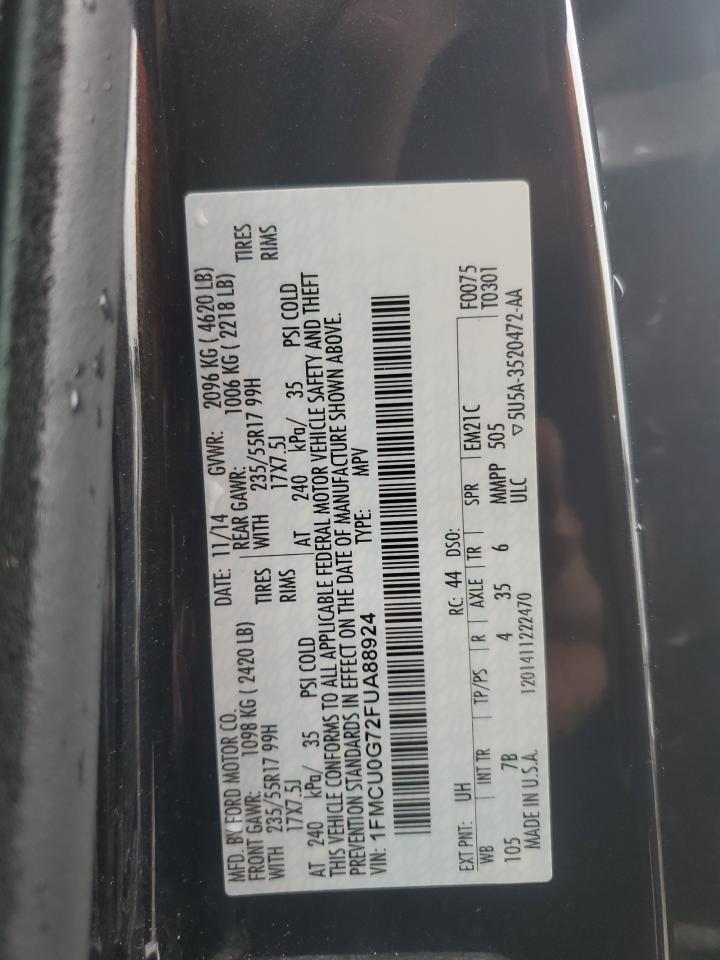 MFD. BY FORD MOTOR CO.
DATE: 11/14 GVWR: 2096 KG ( 4620 LB)
FRONT GAWR: 1098 KG ( 2420 LB) REAR GAWR: 1006 KG ( 2218 LB)
WITH 235/55R17 99H TIRES WITH 235/55R17 99H TIRES
17X7.5J RIMS 17X7.5J RIMS
AT 240 kPa/ 35 PSI COLD AT 240 kPa/ 35 PSI COLD
THIS VEHICLE CONFORMS TO ALL APPLICABLE FEDERAL MOTOR VEHICLE SAFETY AND THEFT
PREVENTION STANDARDS IN EFFECT ON THE DATE OF MANUFACTURE SHOWN ABOVE.
VIN: 1FMCU0G72FUA88924 TYPE: MPV
EXT PNT: UH RC: 44 DSO: F0075
WB INT TR TP/PS R AXLE TR SPR EM21C T0301
105 7B 4 35 6 MMPP 505
MADE IN U.S.A. 1201411222470 ULC ▽5U5A-3520472-AA